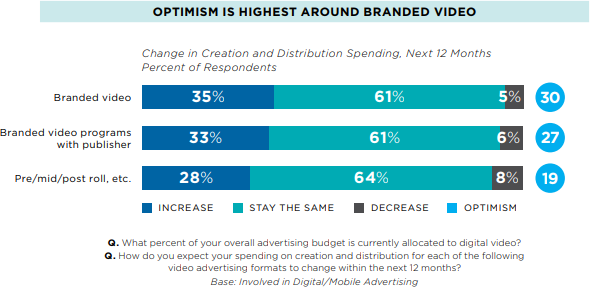 OPTIMISM IS HIGHEST AROUND BRANDED VIDEO
Change in Creation and Distribution Spending, Next 12 Months
Percent of Respondents
Branded video 35% 61% 5% 30
Branded video programs
with publisher 33% 61% 6% 27
Pre/mid/post roll, etc. 28% 64% 8% 19
INCREASE STAY THE SAME DECREASE OPTIMISM
Q. What percent of your overall advertising budget is currently allocated to digital video?
Q. How do you expect your spending on creation and distribution for each of the following
video advertising formats to change within the next 12 months?
Base: Involved in Digital/Mobile Advertising